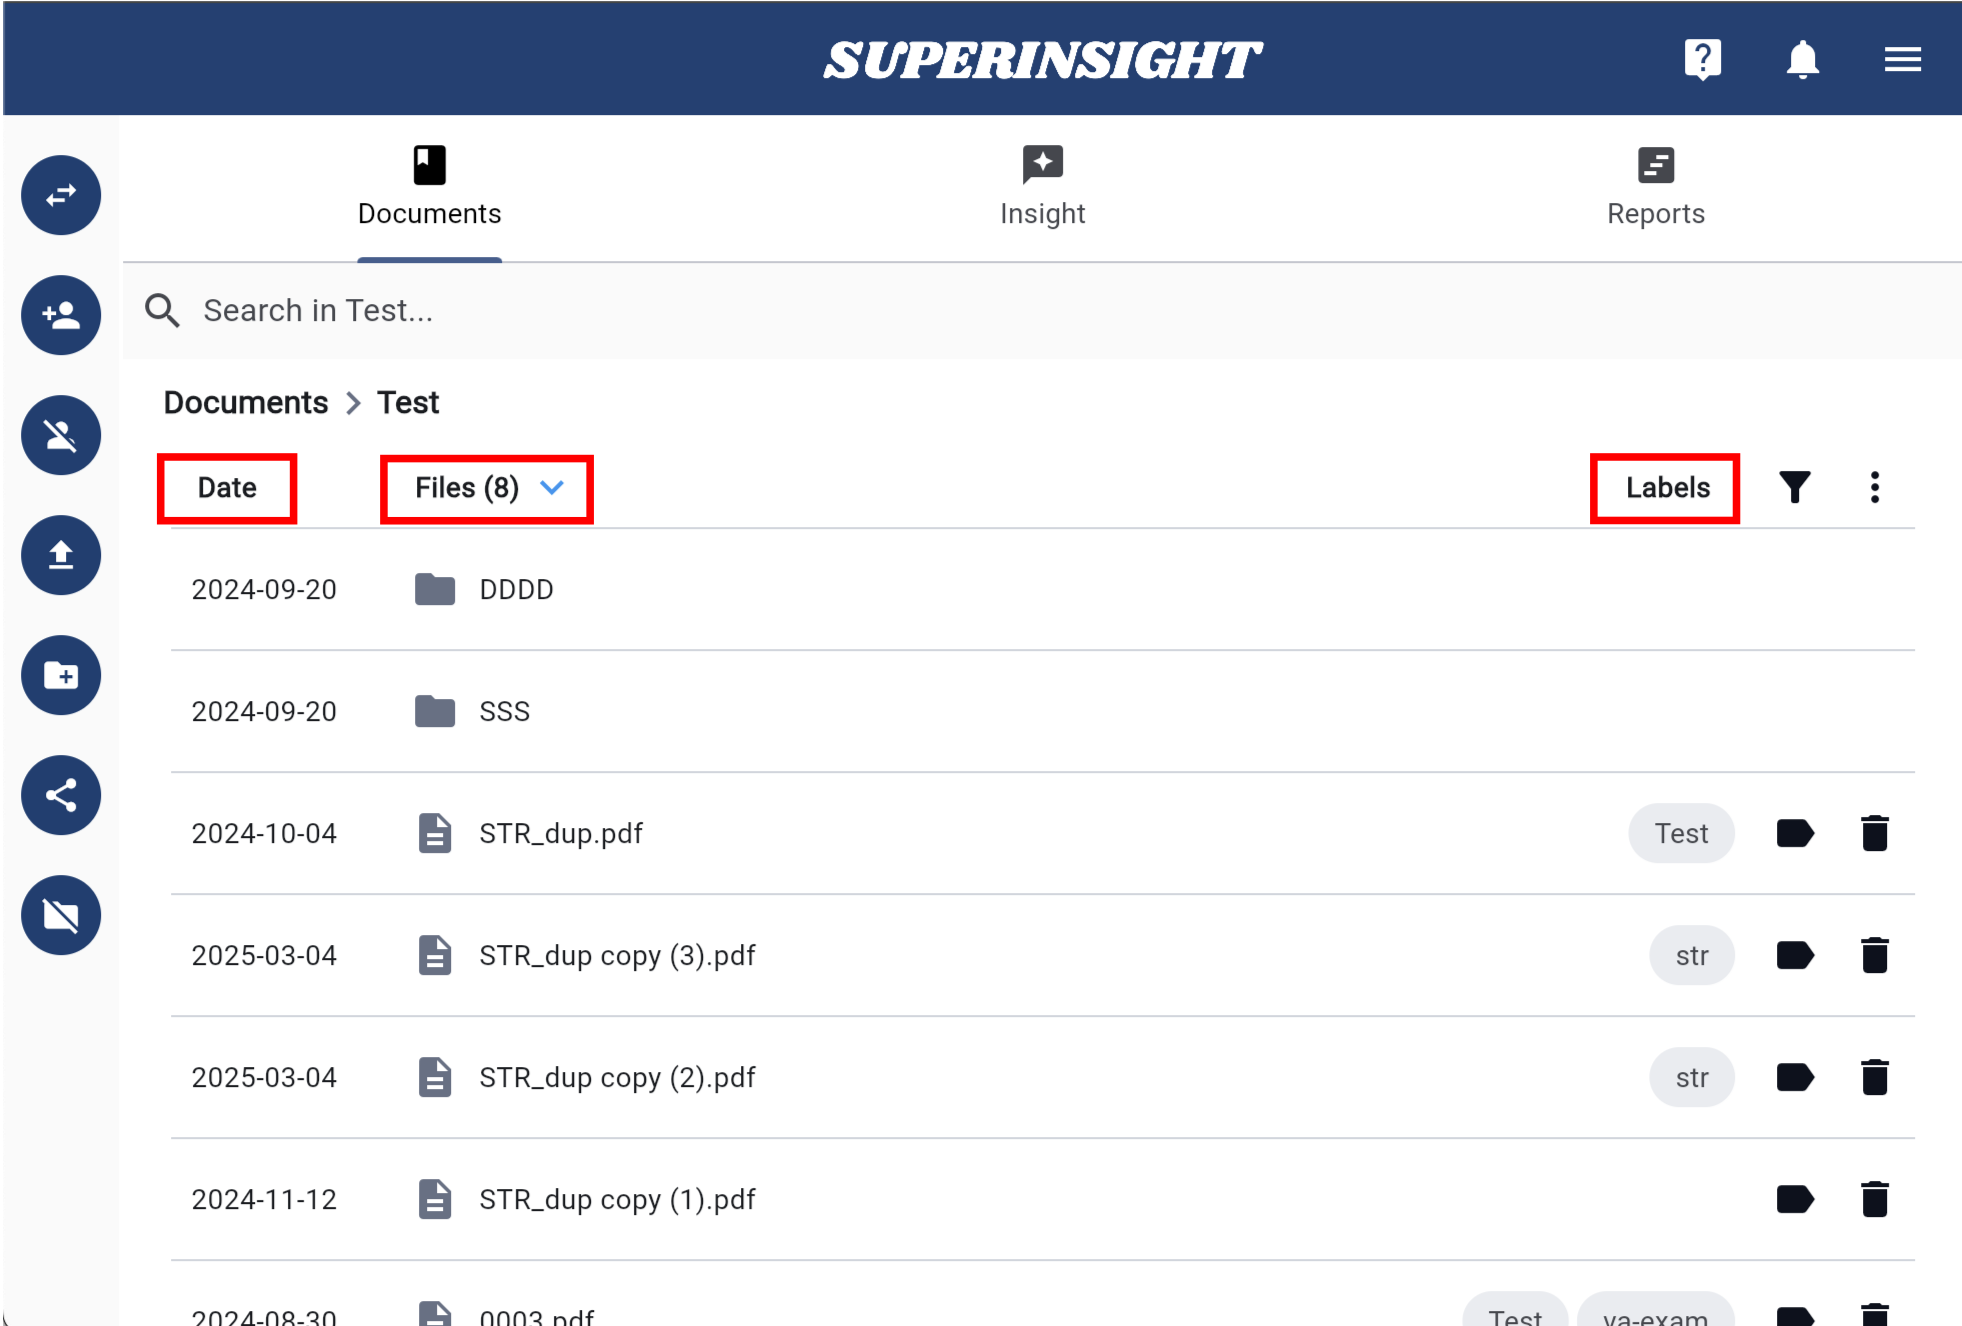 SUPERINSIGHT
Documents Insight Reports
Search in Test...
Documents > Test
Date Files (8) Labels
2024-09-20 DDDD
2024-09-20 SSS
2024-10-04 STR_dup.pdf Test
2025-03-04 STR_dup copy (3).pdf str
2025-03-04 STR_dup copy (2).pdf str
2024-11-12 STR_dup copy (1).pdf
2024-08-30 0003.pdf Test va-exam